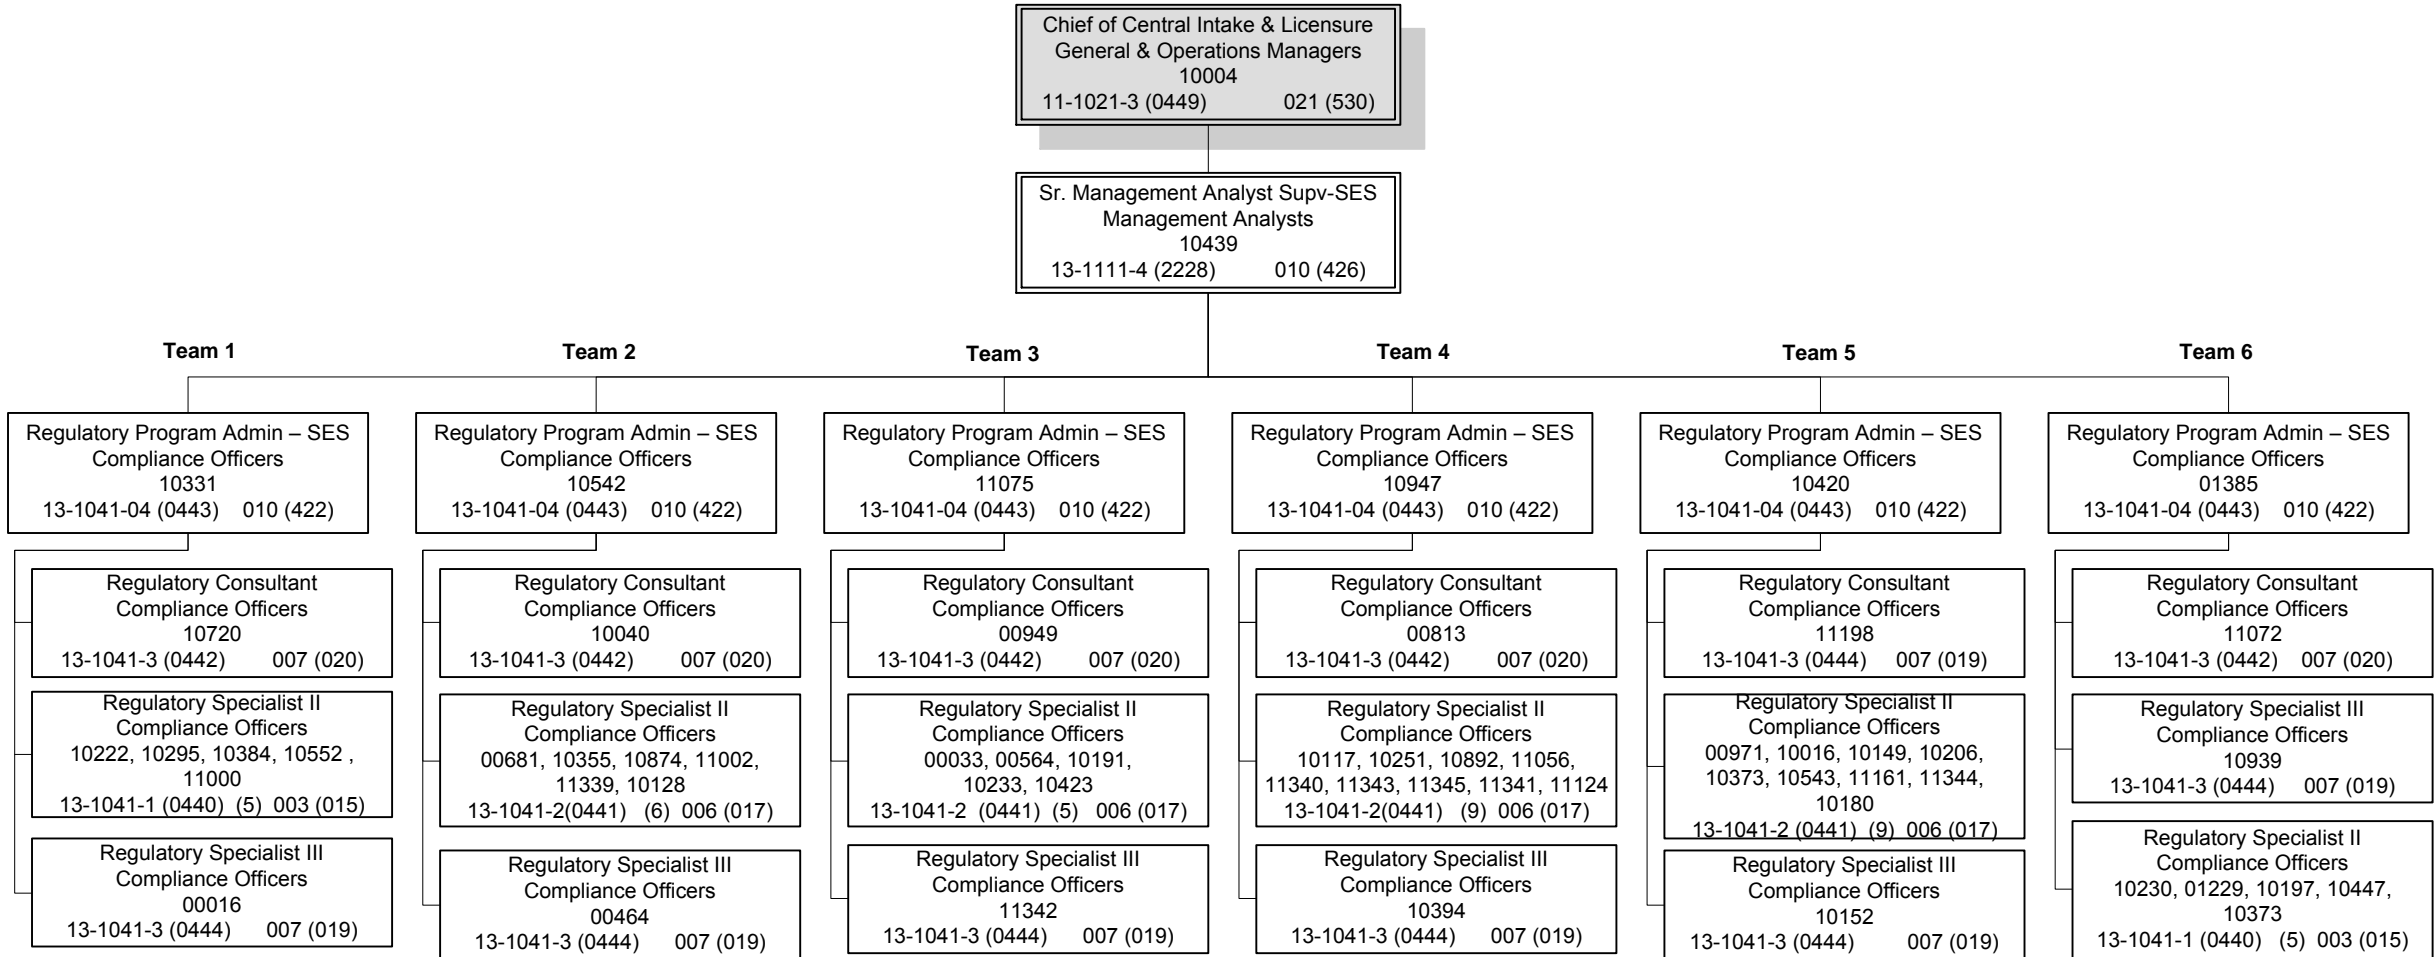 Chief of Central Intake & Licensure
General & Operations Managers
10004
11-1021-3 (0449) 021 (530)
Sr. Management Analyst Supv-SES
Management Analysts
10439
13-1111-4 (2228) 010 (426)
Team 1
Team 2
Team 3
Team 4
Team 5
Team 6
Regulatory Program Admin – SES
Compliance Officers
10331
13-1041-04 (0443) 010 (422)
Regulatory Program Admin – SES
Compliance Officers
10542
13-1041-04 (0443) 010 (422)
Regulatory Program Admin – SES
Compliance Officers
11075
13-1041-04 (0443) 010 (422)
Regulatory Program Admin – SES
Compliance Officers
10947
13-1041-04 (0443) 010 (422)
Regulatory Program Admin – SES
Compliance Officers
10420
13-1041-04 (0443) 010 (422)
Regulatory Program Admin – SES
Compliance Officers
01385
13-1041-04 (0443) 010 (422)
Regulatory Consultant
Compliance Officers
10720
13-1041-3 (0442) 007 (020)
Regulatory Consultant
Compliance Officers
10040
13-1041-3 (0442) 007 (020)
Regulatory Consultant
Compliance Officers
00949
13-1041-3 (0442) 007 (020)
Regulatory Consultant
Compliance Officers
00813
13-1041-3 (0442) 007 (020)
Regulatory Consultant
Compliance Officers
11198
13-1041-3 (0444) 007 (019)
Regulatory Consultant
Compliance Officers
11072
13-1041-3 (0442) 007 (020)
Regulatory Specialist II
Compliance Officers
10222, 10295, 10384, 10552 ,
11000
13-1041-1 (0440) (5) 003 (015)
Regulatory Specialist II
Compliance Officers
00681, 10355, 10874, 11002,
11339, 10128
13-1041-2(0441) (6) 006 (017)
Regulatory Specialist II
Compliance Officers
00033, 00564, 10191,
10233, 10423
13-1041-2 (0441) (5) 006 (017)
Regulatory Specialist II
Compliance Officers
10117, 10251, 10892, 11056,
11340, 11343, 11345, 11341, 11124
13-1041-2(0441) (9) 006 (017)
Regulatory Specialist II
Compliance Officers
00971, 10016, 10149, 10206,
10373, 10543, 11161, 11344,
10180
13-1041-2 (0441) (9) 006 (017)
Regulatory Specialist III
Compliance Officers
10939
13-1041-3 (0444) 007 (019)
Regulatory Specialist III
Compliance Officers
00016
13-1041-3 (0444) 007 (019)
Regulatory Specialist III
Compliance Officers
00464
13-1041-3 (0444) 007 (019)
Regulatory Specialist III
Compliance Officers
11342
13-1041-3 (0444) 007 (019)
Regulatory Specialist III
Compliance Officers
10394
13-1041-3 (0444) 007 (019)
Regulatory Specialist III
Compliance Officers
10152
13-1041-3 (0444) 007 (019)
Regulatory Specialist II
Compliance Officers
10230, 01229, 10197, 10447,
10373
13-1041-1 (0440) (5) 003 (015)